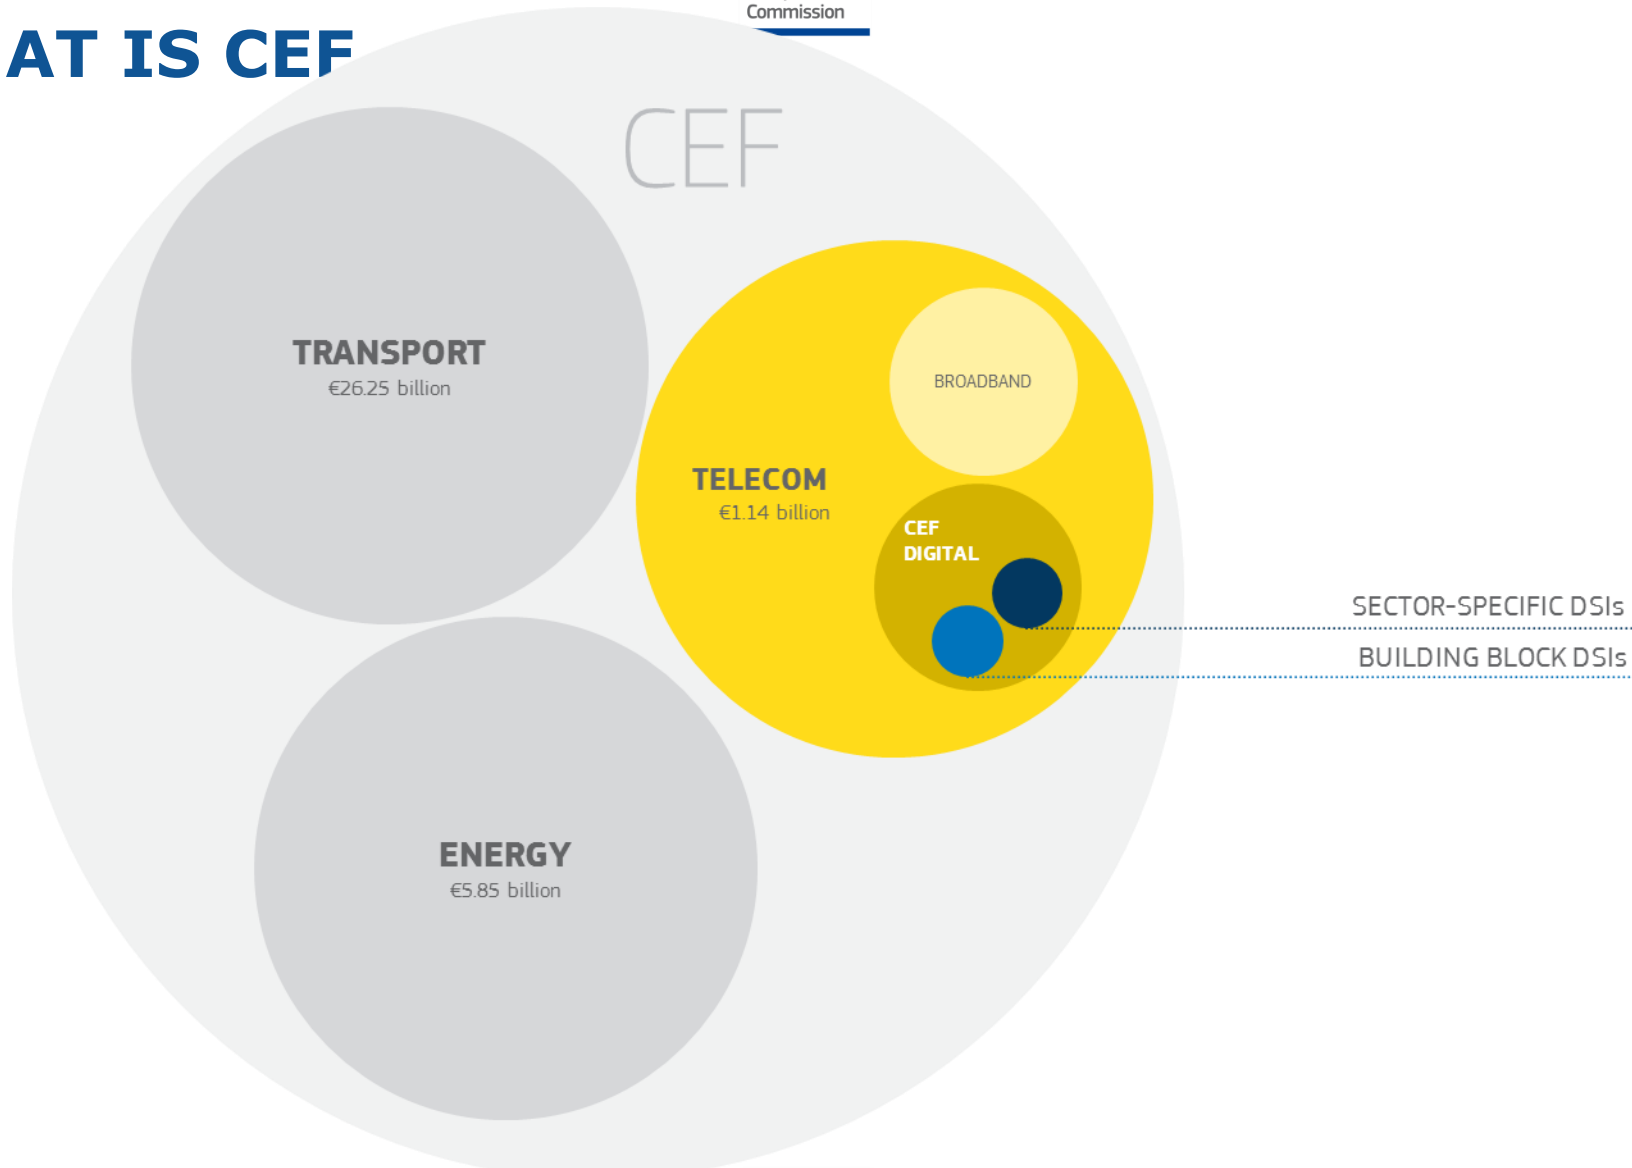 Commission
AT IS CEF
CEF
TRANSPORT
€26.25 billion
BROADBAND
TELECOM
€1.14 billion
CEF
DIGITAL
SECTOR-SPECIFIC DSIs
BUILDING BLOCK DSIs
ENERGY
€5.85 billion